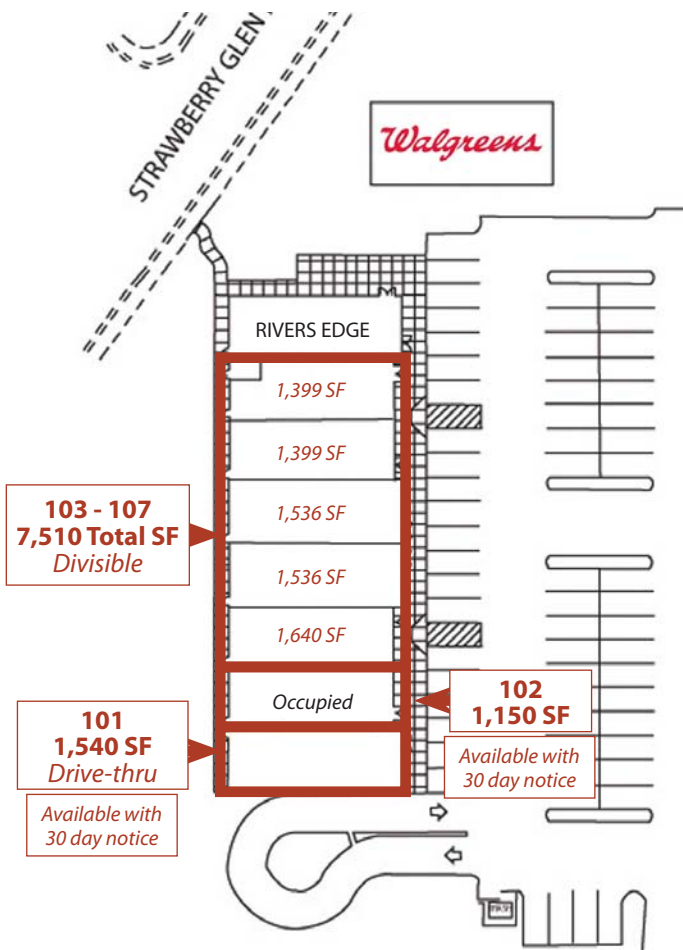 STRAWBERRY GLEN
Walgreens
RIVERS EDGE
1,399 SF
1,399 SF
103 - 107
7,510 Total SF
Divisible
1,536 SF
1,536 SF
1,640 SF
Occupied
102
1,150 SF
101
1,540 SF
Drive-thru
Available with
30 day notice
Available with
30 day notice